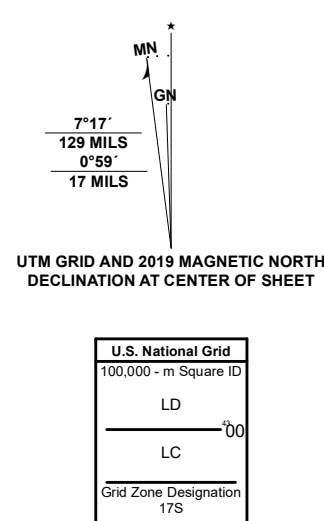 ★
MN
GN
7°17´
129 MILS
0°59´
17 MILS
UTM GRID AND 2019 MAGNETIC NORTH
DECLINATION AT CENTER OF SHEET
U.S. National Grid
100,000 - m Square ID
LD
⁴³00
LC
Grid Zone Designation
17S